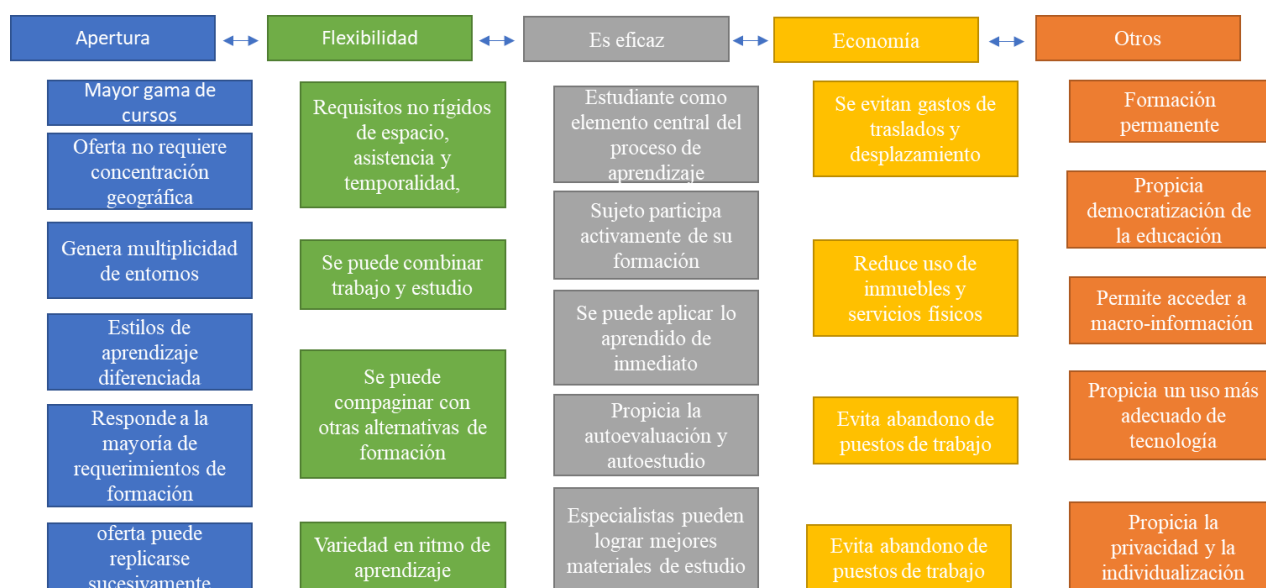 Apertura
Flexibilidad
Es eficaz
Economía
Otros
Mayor gama de
cursos
Oferta no requiere
concentración
geográfica
Genera multiplicidad
de entornos
Estilos de
aprendizaje
diferenciada
Responde a la
mayoría de
requerimientos de
formación
oferta puede
replicarse
sucesivamente
Requisitos no rígidos
de espacio,
asistencia y
temporalidad,
Se puede combinar
trabajo y estudio
Se puede
compaginar con
otras alternativas de
formación
Variedad en ritmo de
aprendizaje
Estudiante como
elemento central del
proceso de
aprendizaje
Sujeto participa
activamente de su
formación
Se puede aplicar lo
aprendido de
inmediato
Propicia la
autoevaluación y
autoestudio
Especialistas pueden
lograr mejores
materiales de estudio
Se evitan gastos de
traslados y
desplazamiento
Reduce uso de
inmuebles y
servicios físicos
Evita abandono de
puestos de trabajo
Evita abandono de
puestos de trabajo
Formación
permanente
Propicia
democratización de
la educación
Permite acceder a
macro-información
Propicia un uso más
adecuado de
tecnología
Propicia la
privacidad y la
individualización